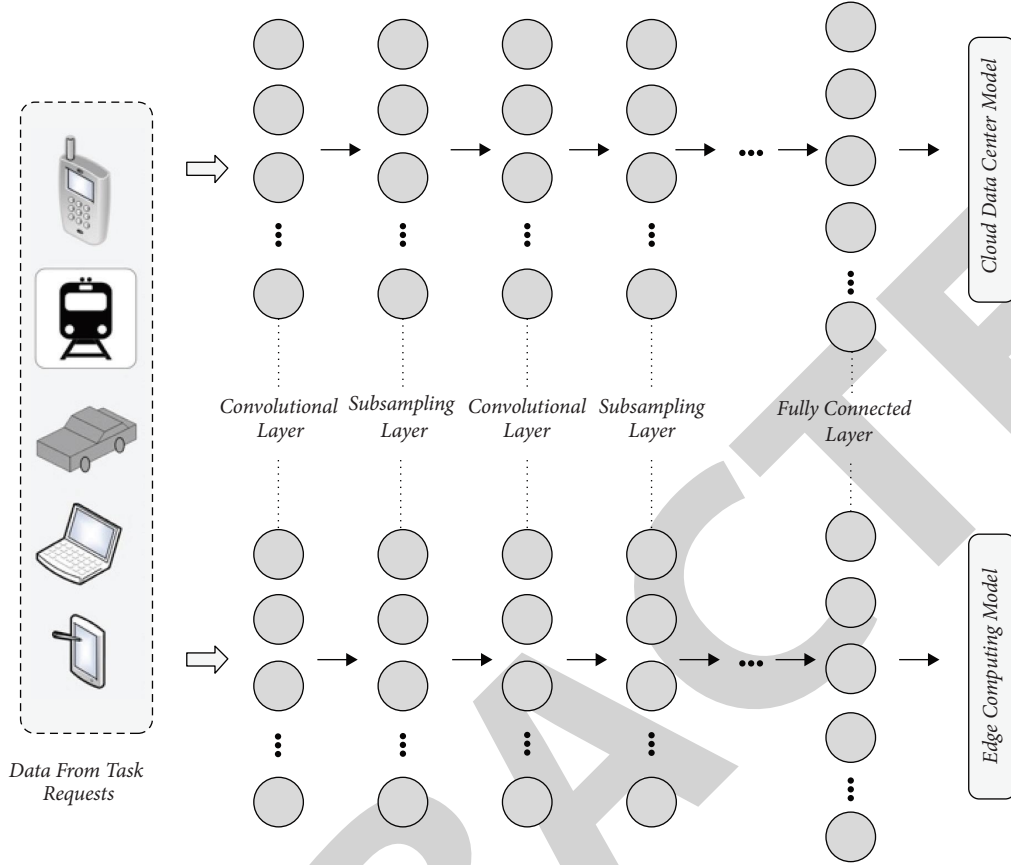 Cloud Data Center Model
Convolutional
Layer
Subsampling
Layer
Convolutional
Layer
Subsampling
Layer
Fully Connected
Layer
Edge Computing Model
Data From Task
Requests
RACTE